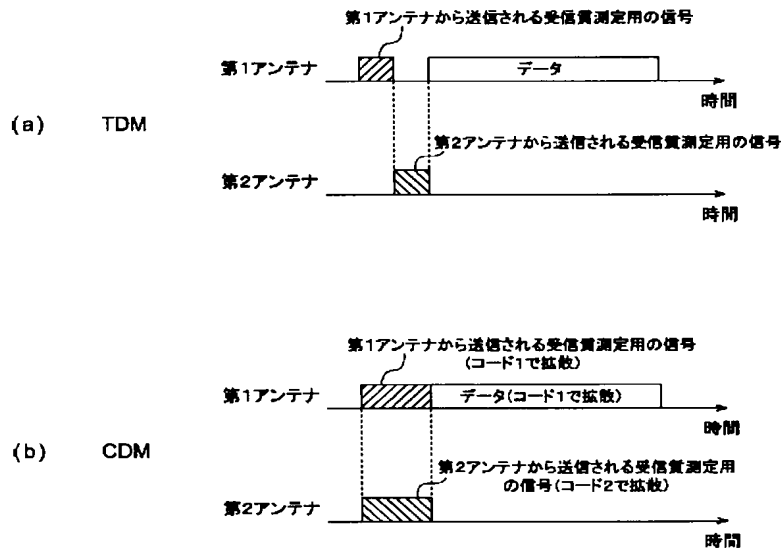 第1アンテナから送信される受信質測定用の信号
第1アンテナ
データ
時間
(a) TDM
第2アンテナから送信される受信質測定用の信号
第2アンテナ
時間
第1アンテナから送信される受信質測定用の信号
(コード1で拡散)
第1アンテナ
データ(コード1で拡散)
時間
(b) CDM
第2アンテナから送信される受信質測定用
の信号(コード2で拡散)
第2アンテナ
時間